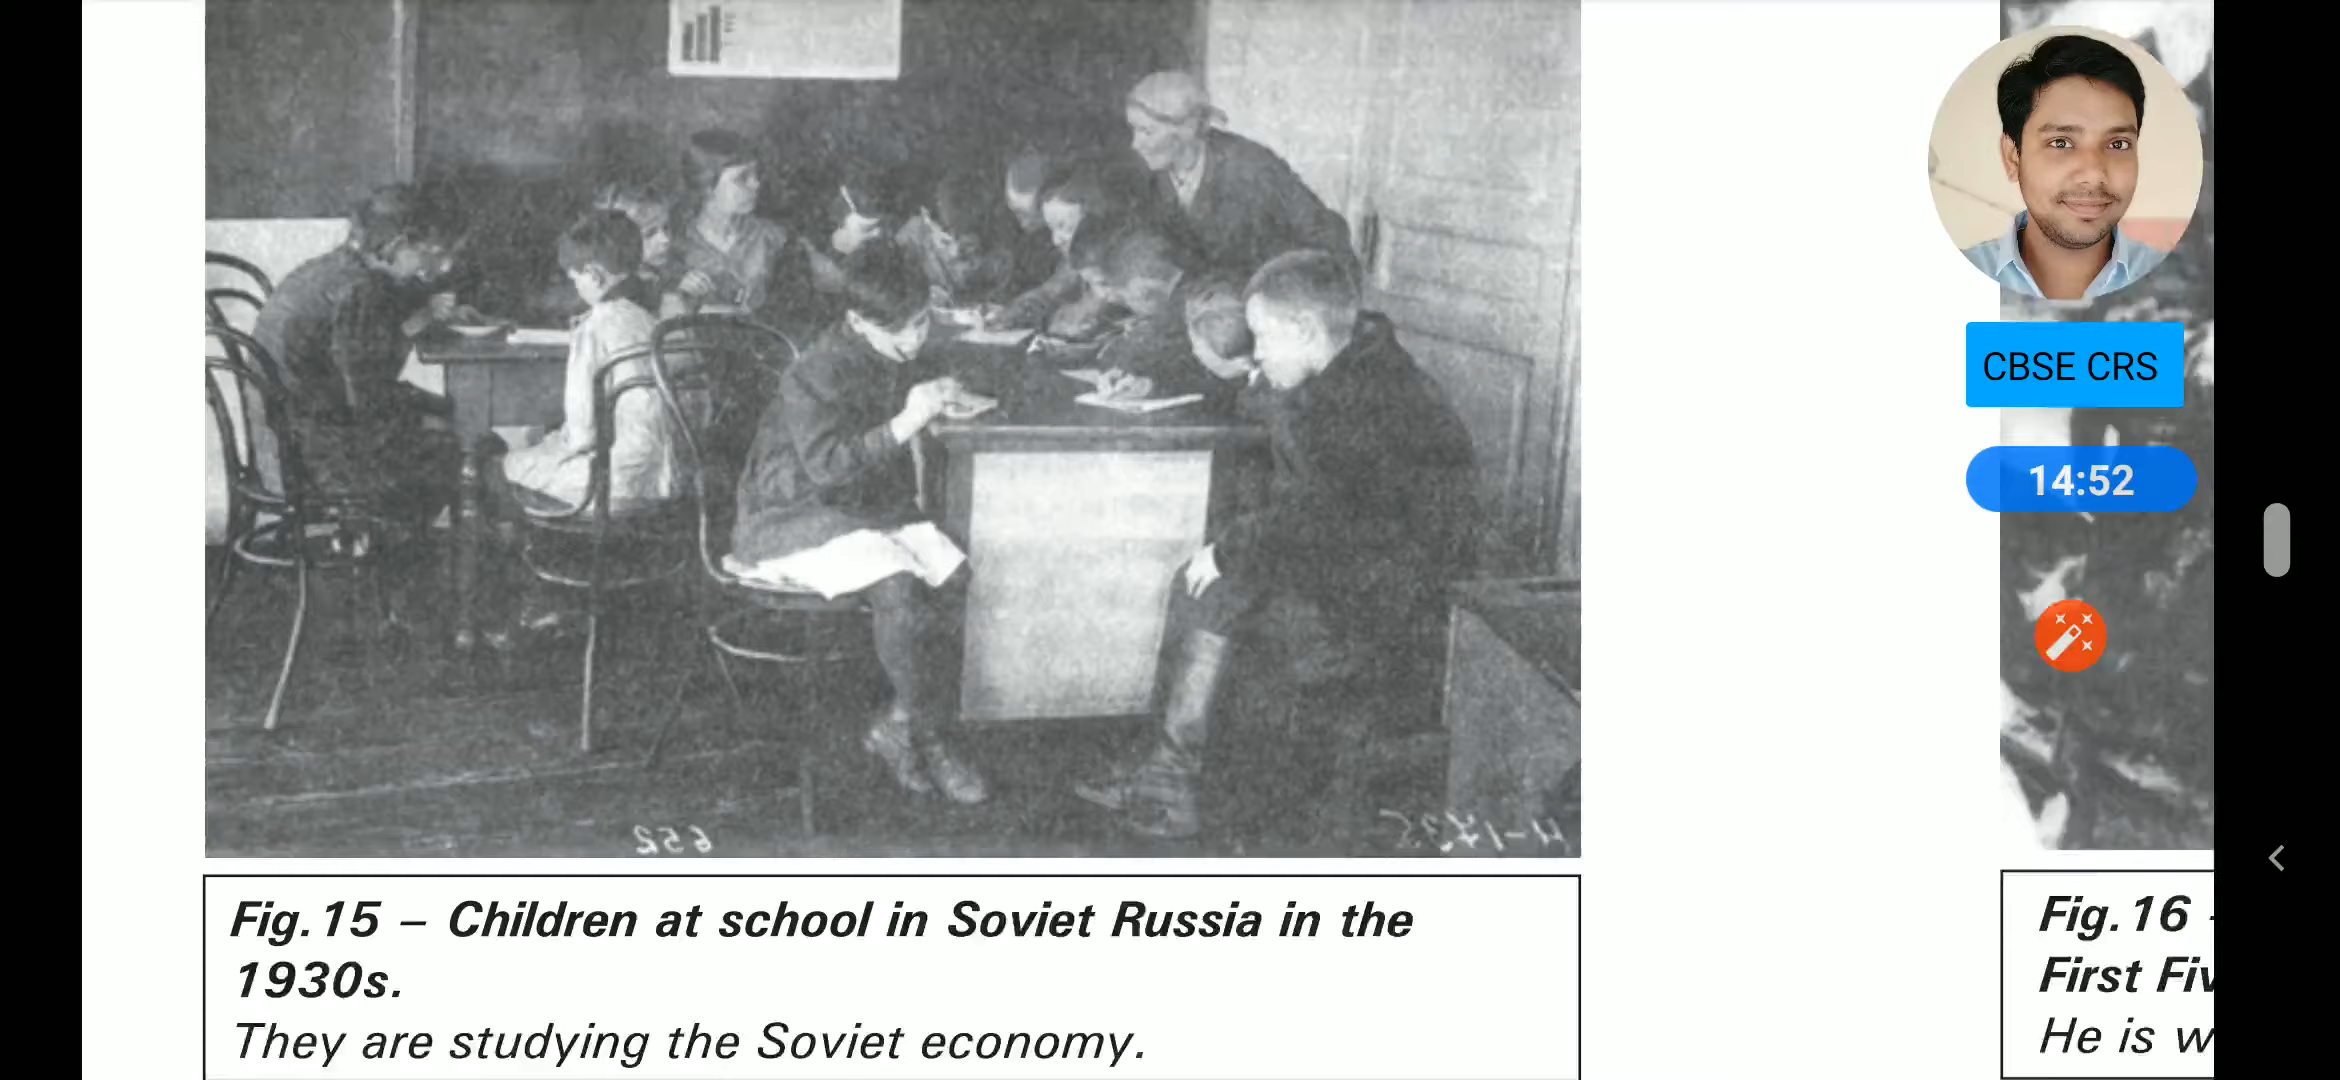 CBSE CRS
14:52
652
Fig.15 – Children at school in Soviet Russia in the
1930s.
They are studying the Soviet economy.
Fig.16 -
First Fiv
He is w